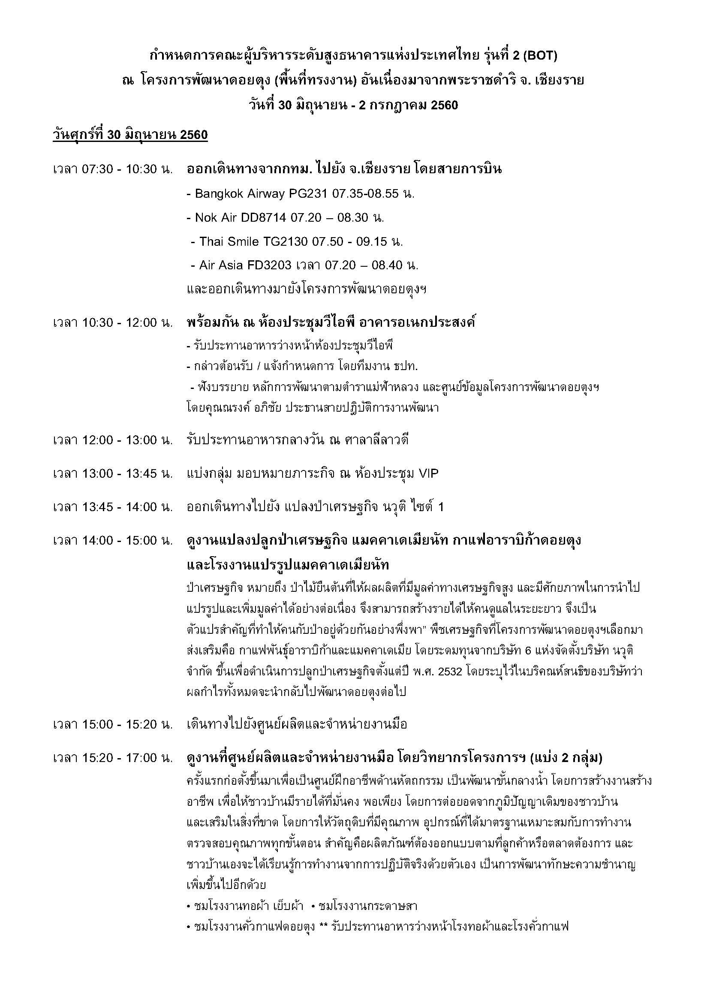 กำหนดการคณะผู้บริหารระดับสูงธนาคารแห่งประเทศไทย รุ่นที่ 2 (BOT)
ณ โครงการพัฒนาดอยตุง (พื้นที่ทรงงาน) อันเนื่องมาจากพระราชดำริ จ. เชียงราย
วันที่ 30 มิถุนายน - 2 กรกฎาคม 2560
วันศุกร์ที่ 30 มิถุนายน 2560
เวลา 07:30 - 10:30 น. ออกเดินทางจากกทม. ไปยัง จ.เชียงราย โดยสายการบิน
- Bangkok Airway PG231 07.35-08.55 น.
- Nok Air DD8714 07.20 – 08.30 น.
- Thai Smile TG2130 07.50 - 09.15 น.
- Air Asia FD3203 เวลา 07.20 – 08.40 น.
และออกเดินทางมายังโครงการพัฒนาดอยตุงฯ
เวลา 10:30 - 12:00 น. พร้อมกัน ณ ห้องประชุมวีไอพี อาคารอเนกประสงค์
- รับประทานอาหารว่างหน้าห้องประชุมวีไอพี
- กล่าวต้อนรับ / แจ้งกำหนดการ โดยทีมงาน ธปท.
- ฟังบรรยาย หลักการพัฒนาตามตำราแม่ฟ้าหลวง และศูนย์ข้อมูลโครงการพัฒนาดอยตุงฯ
โดยคุณณรงค์ อภิชัย ประธานสายปฎิบัติการงานพัฒนา
เวลา 12:00 - 13:00 น. รับประทานอาหารกลางวัน ณ ศาลาลีลาวดี
เวลา 13:00 - 13:45 น. แบ่งกลุ่ม มอบหมายภาระกิจ ณ ห้องประชุม VIP
เวลา 13:45 - 14:00 น. ออกเดินทางไปยัง แปลงป่าเศรษฐกิจ นวุติ ไซต์ 1
เวลา 14:00 - 15:00 น. ดูงานแปลงปลูกป่าเศรษฐกิจ แมคคาเดเมียนัท กาแฟอาราบิก้าดอยตุง
และโรงงานแปรรูปแมคคาเดเมียนัท
ป่าเศรษฐกิจ หมายถึง ป่าไม้ยืนต้นที่ให้ผลผลิตที่มีมูลค่าทางเศรษฐกิจสูง และมีศักยภาพในการนำไป
แปรรูปและเพิ่มมูลค่าได้อย่างต่อเนื่อง จึงสามารถสร้างรายได้ให้คนดูแลในระยะยาว จึงเป็น
ตัวแปรสำคัญที่ทำให้คนกับป่าอยู่ด้วยกันอย่างพึ่งพา” พืชเศรษฐกิจที่โครงการพัฒนาดอยตุงฯเลือกมา
ส่งเสริมคือ กาแฟพันธุ์อาราบิก้าและแมคคาเดเมีย โดยระดมทุนจากบริษัท 6 แห่งจัดตั้งบริษัท นวุติ
จำกัด ขึ้นเพื่อดำเนินการปลูกป่าเศรษฐกิจตั้งแต่ปี พ.ศ. 2532 โดยระบุไว้ในบริคณห์สนธิของบริษัทว่า
ผลกำไรทั้งหมดจะนำกลับไปพัฒนาดอยตุงต่อไป
เวลา 15:00 - 15:20 น. เดินทางไปยังศูนย์ผลิตและจำหน่ายงานมือ
เวลา 15:20 - 17:00 น. ดูงานที่ศูนย์ผลิตและจำหน่ายงานมือ โดยวิทยากรโครงการฯ (แบ่ง 2 กลุ่ม)
ครั้งแรกก่อตั้งขึ้นมาเพื่อเป็นศูนย์ฝึกอาชีพด้านหัตถกรรม เป็นพัฒนาขั้นกลางน้ำ โดยการสร้างงานสร้าง
อาชีพ เพื่อให้ชาวบ้านมีรายได้ที่มั่นคง พอเพียง โดยการต่อยอดจากภูมิปัญญาเดิมของชาวบ้าน
และเสริมในสิ่งที่ขาด โดยการให้วัตถุดิบที่มีคุณภาพ อุปกรณ์ที่ได้มาตรฐานเหมาะสมกับการทำงาน
ตรวจสอบคุณภาพทุกขั้นตอน สำคัญคือผลิตภัณฑ์ต้องออกแบบตามที่ลูกค้าหรือตลาดต้องการ และ
ชาวบ้านเองจะได้เรียนรู้การทำงานจากการปฏิบัติจริงด้วยตัวเอง เป็นการพัฒนาทักษะความชำนาญ
เพิ่มขึ้นไปอีกด้วย
• ชมโรงงานทอผ้า เย็บผ้า • ชมโรงงานกระดาษสา
• ชมโรงงานคั่วกาแฟดอยตุง ** รับประทานอาหารว่างหน้าโรงทอผ้าและโรงคั่วกาแฟ